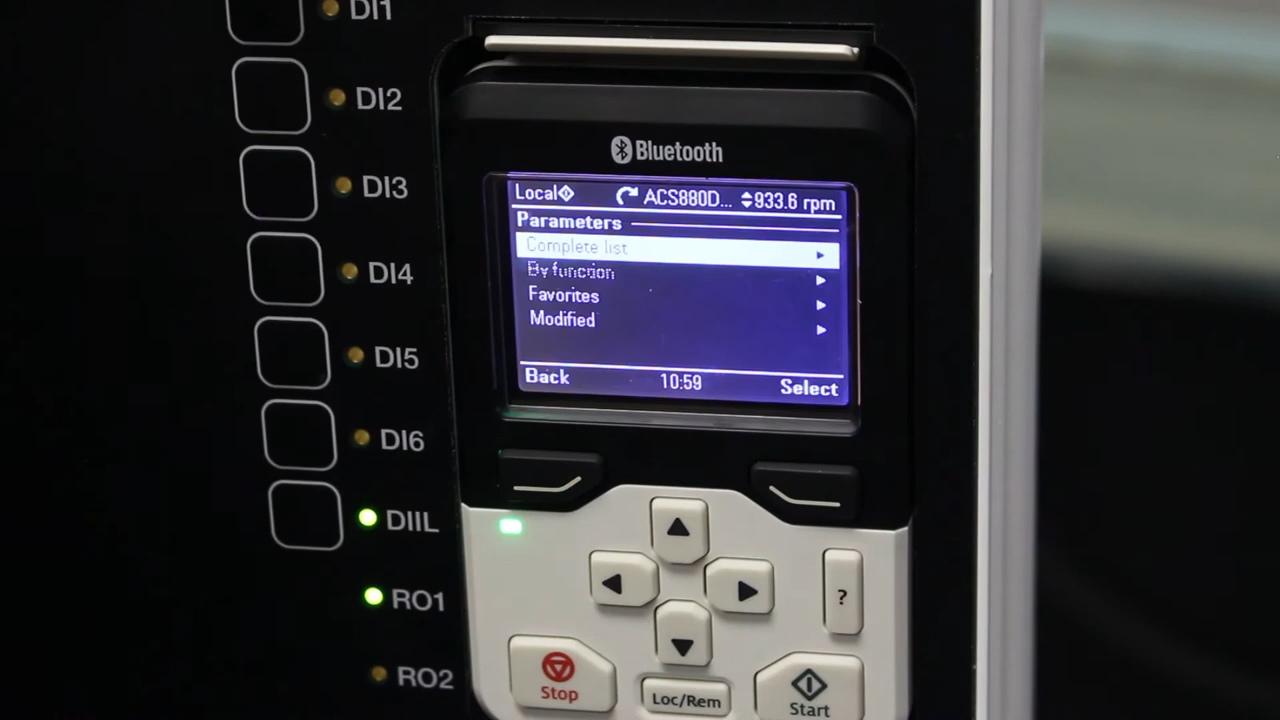 DI1
DI2
DI3
DI4
DI5
DI6
DIIL
RO1
RO2
Bluetooth
Local ACS880D... 933.6 rpm
Parameters
Complete list
By function
Favorites
Modified
Back 10:59 Select
?
Stop
Loc/Rem
Start